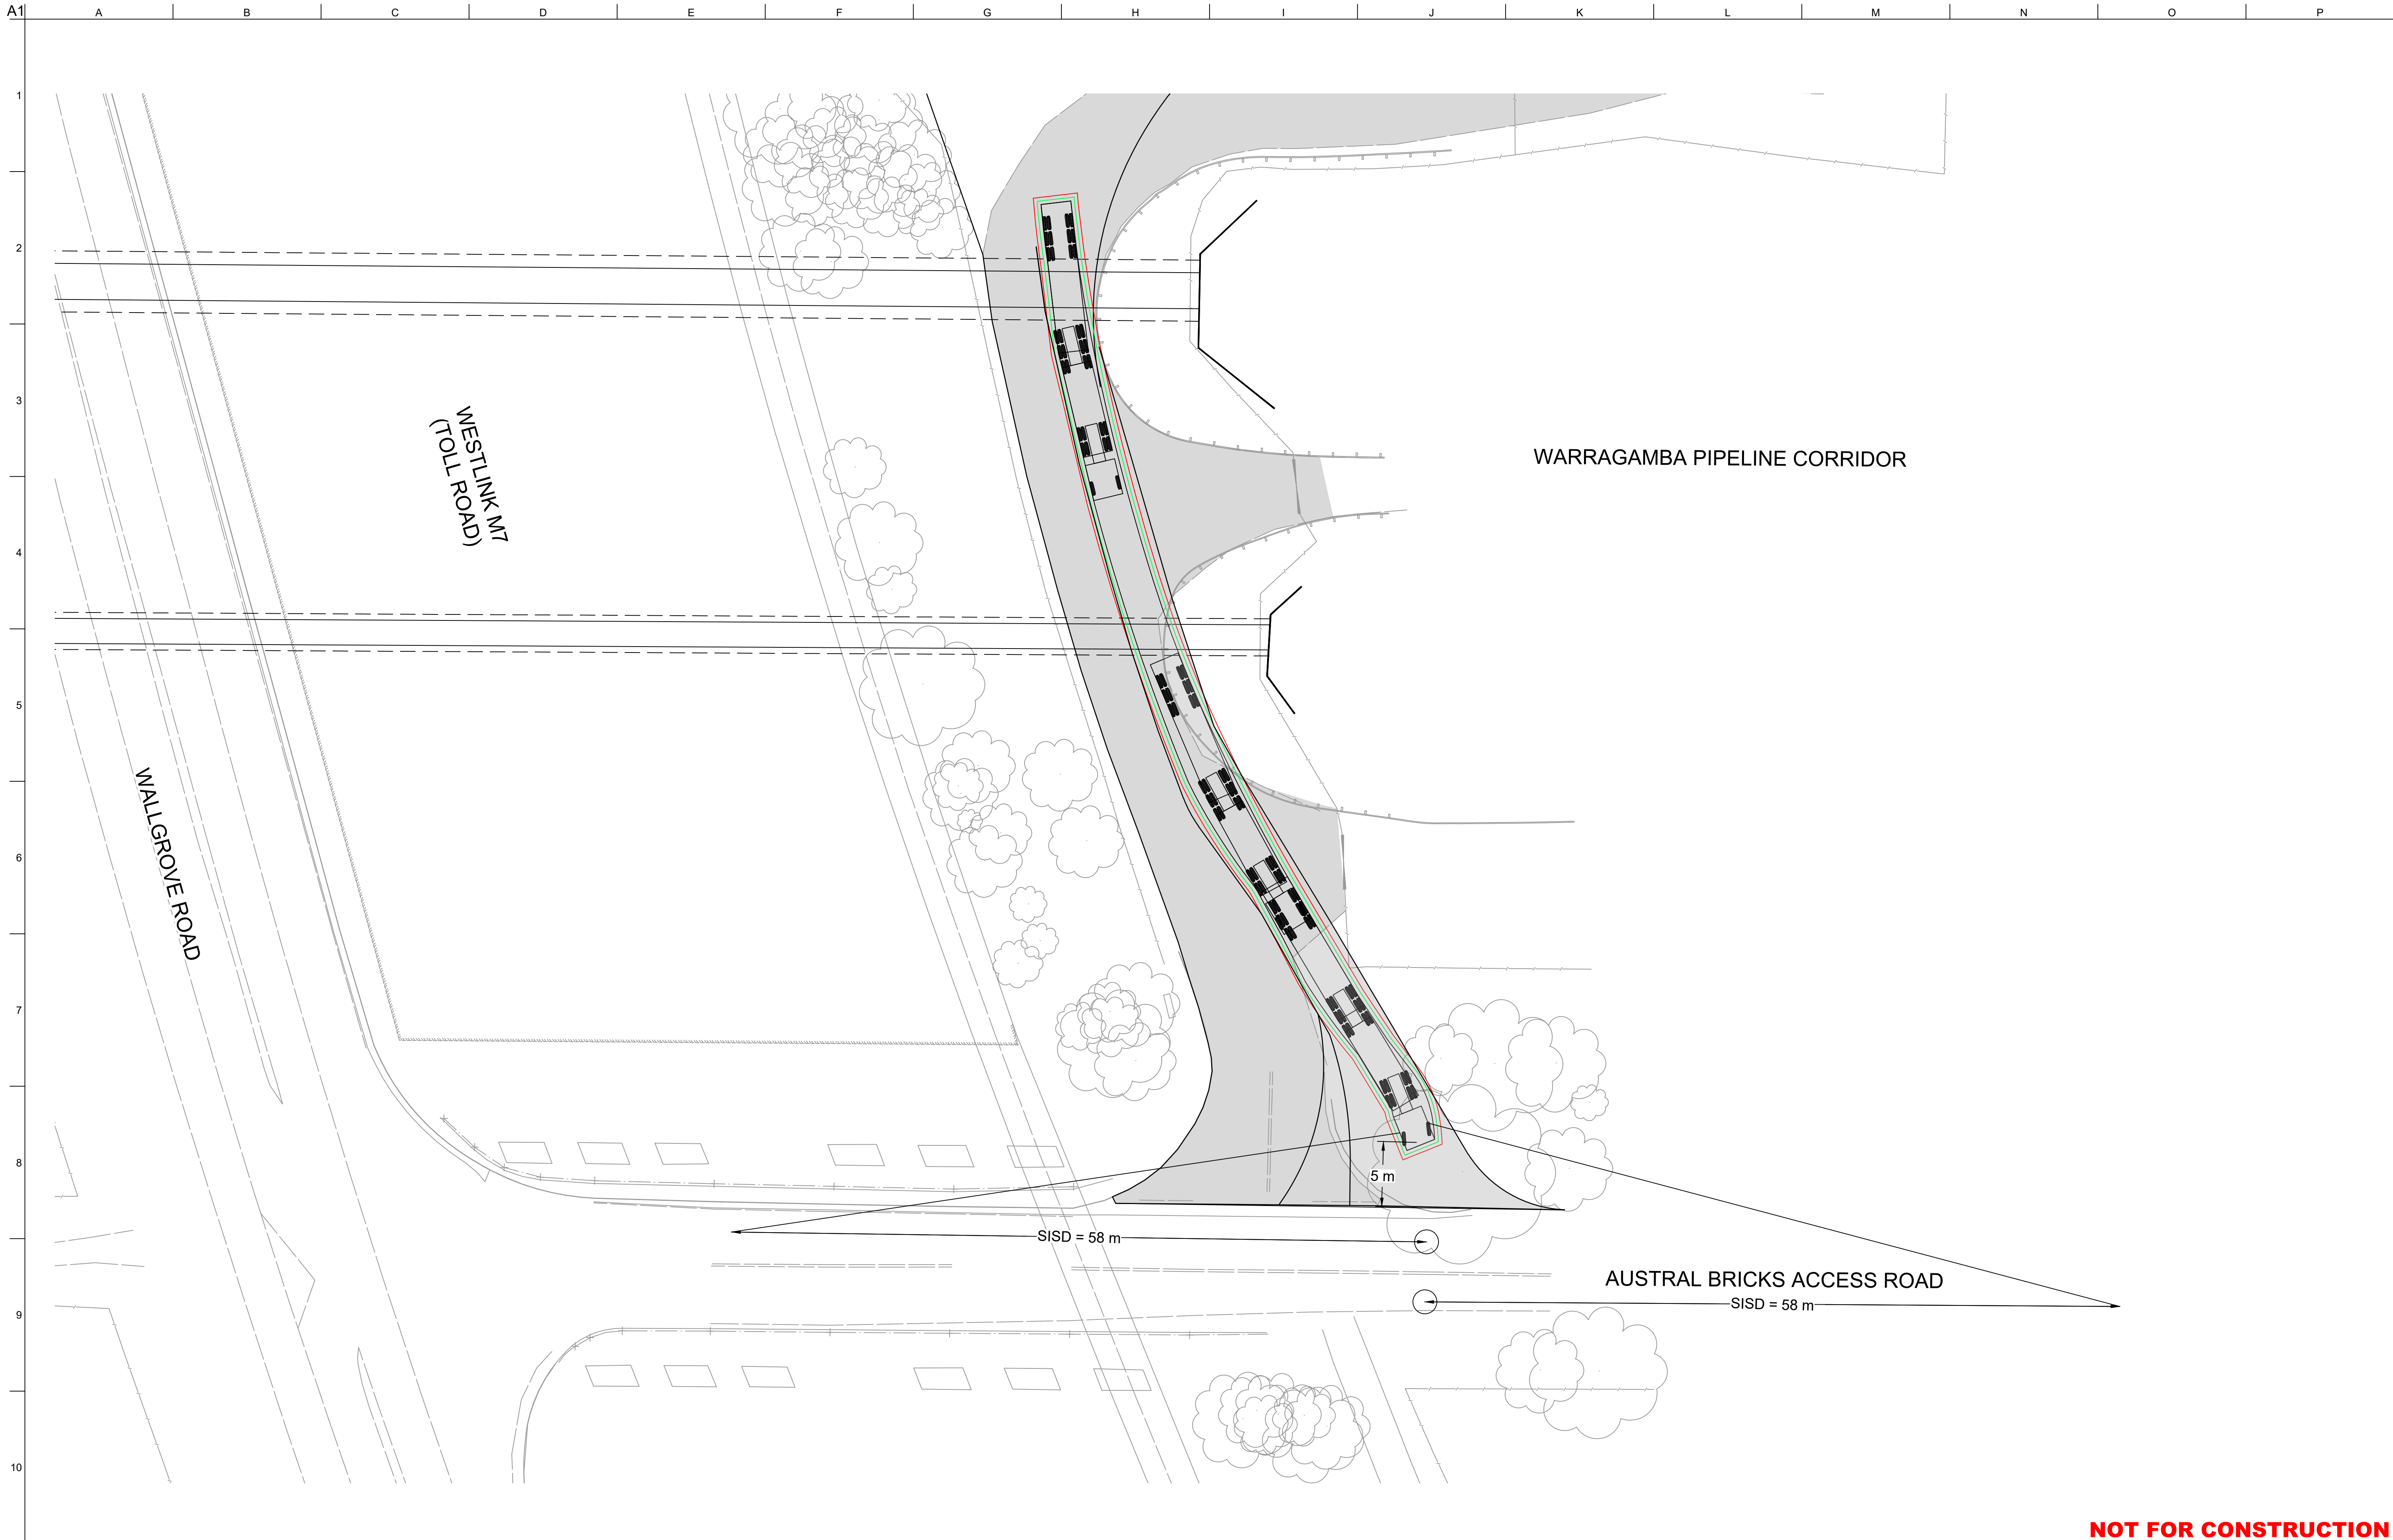 A1
A B C D E F G H I J K L M N O P
1
2
3
4
5
6
7
8
9
10
WESTLINK M7
(TOLL ROAD)
WARRAGAMBA PIPELINE CORRIDOR
WALLGROVE ROAD
5 m
SISD = 58 m
AUSTRAL BRICKS ACCESS ROAD
SISD = 58 m
NOT FOR CONSTRUCTION